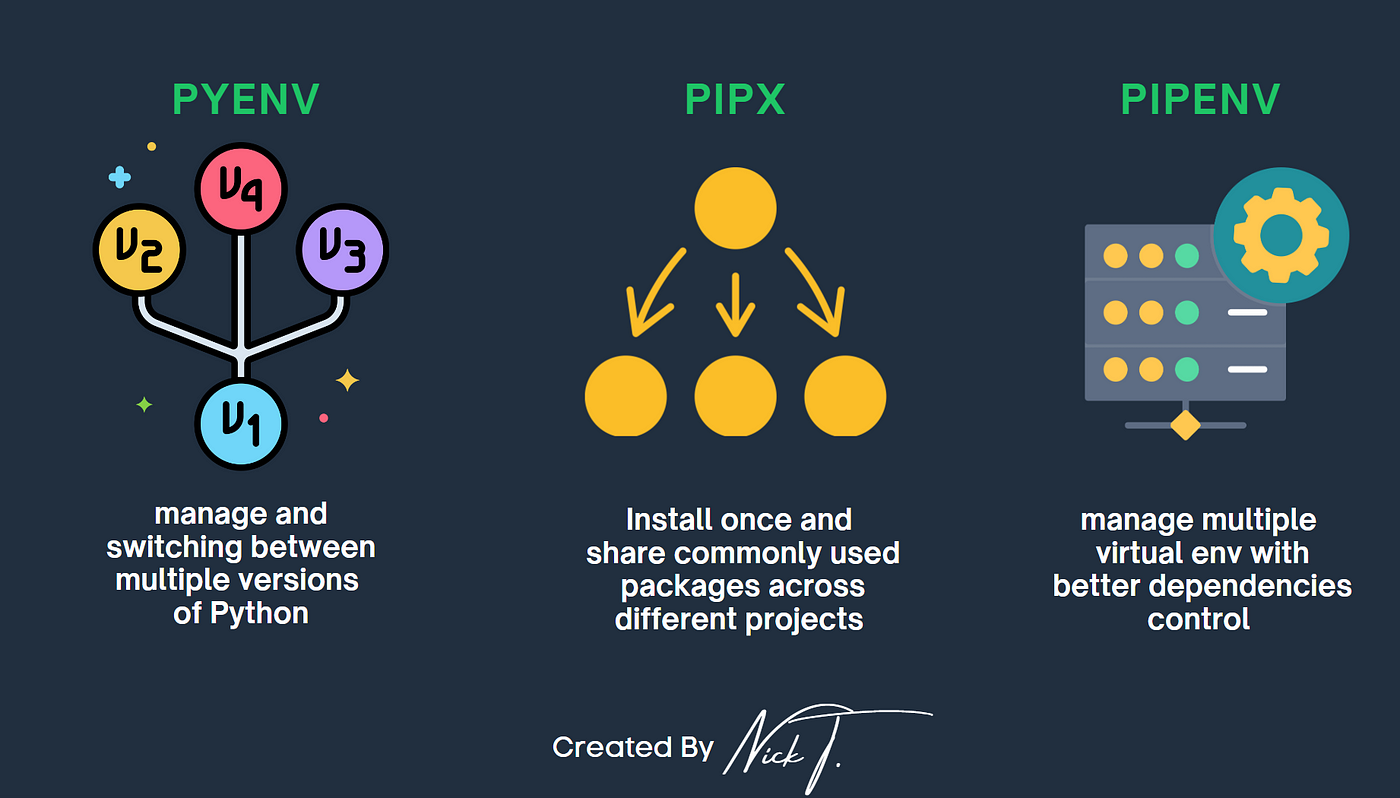 PYENV
V4
V2
V3
V1
manage and
switching between
multiple versions
of Python
PIPX
Install once and
share commonly used
packages across
different projects
PIPENV
manage multiple
virtual env with
better dependencies
control
Created By Nick T.